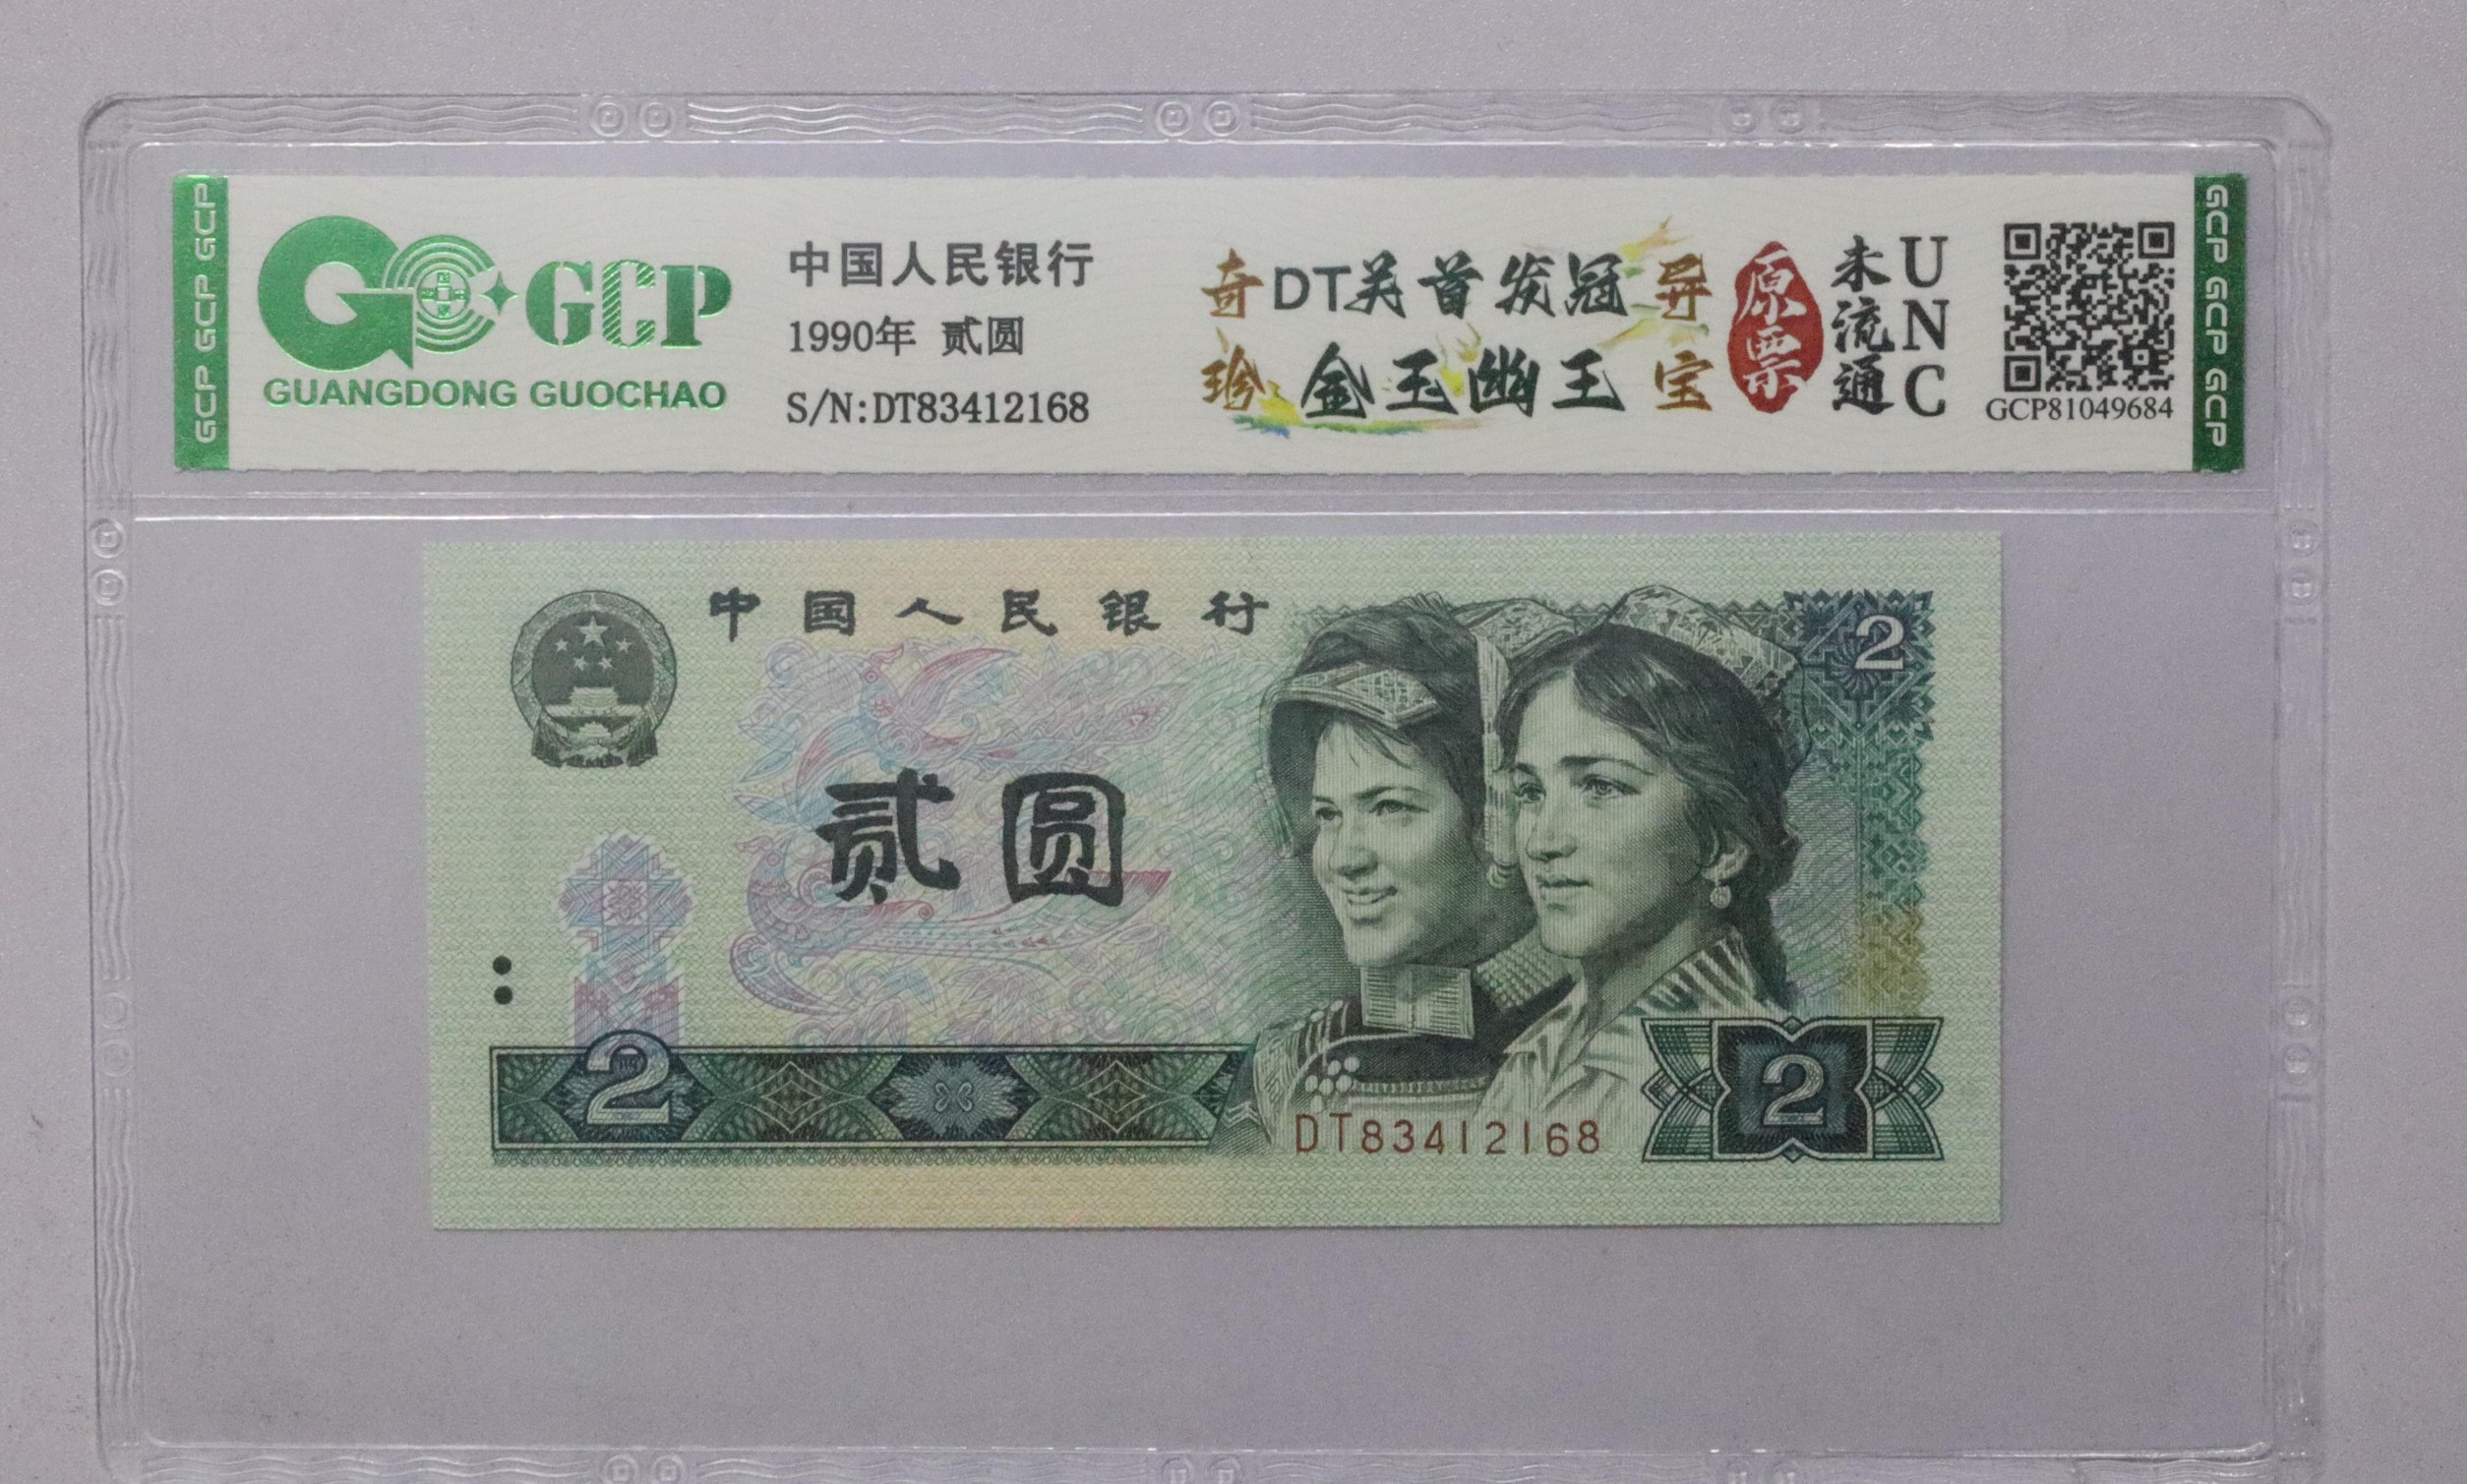 GCP GCP GCP
GCP
GUANGDONG GUOCHAO
中国人民银行
1990年 贰圆
S/N:DT83412168
奇 DT关首发冠 异
珍 金玉幽王 宝
原票
未流通
UNC
GCP81049684
GCP GCP GCP GCP
中国人民银行
2
贰圆
2
DT83412168
2